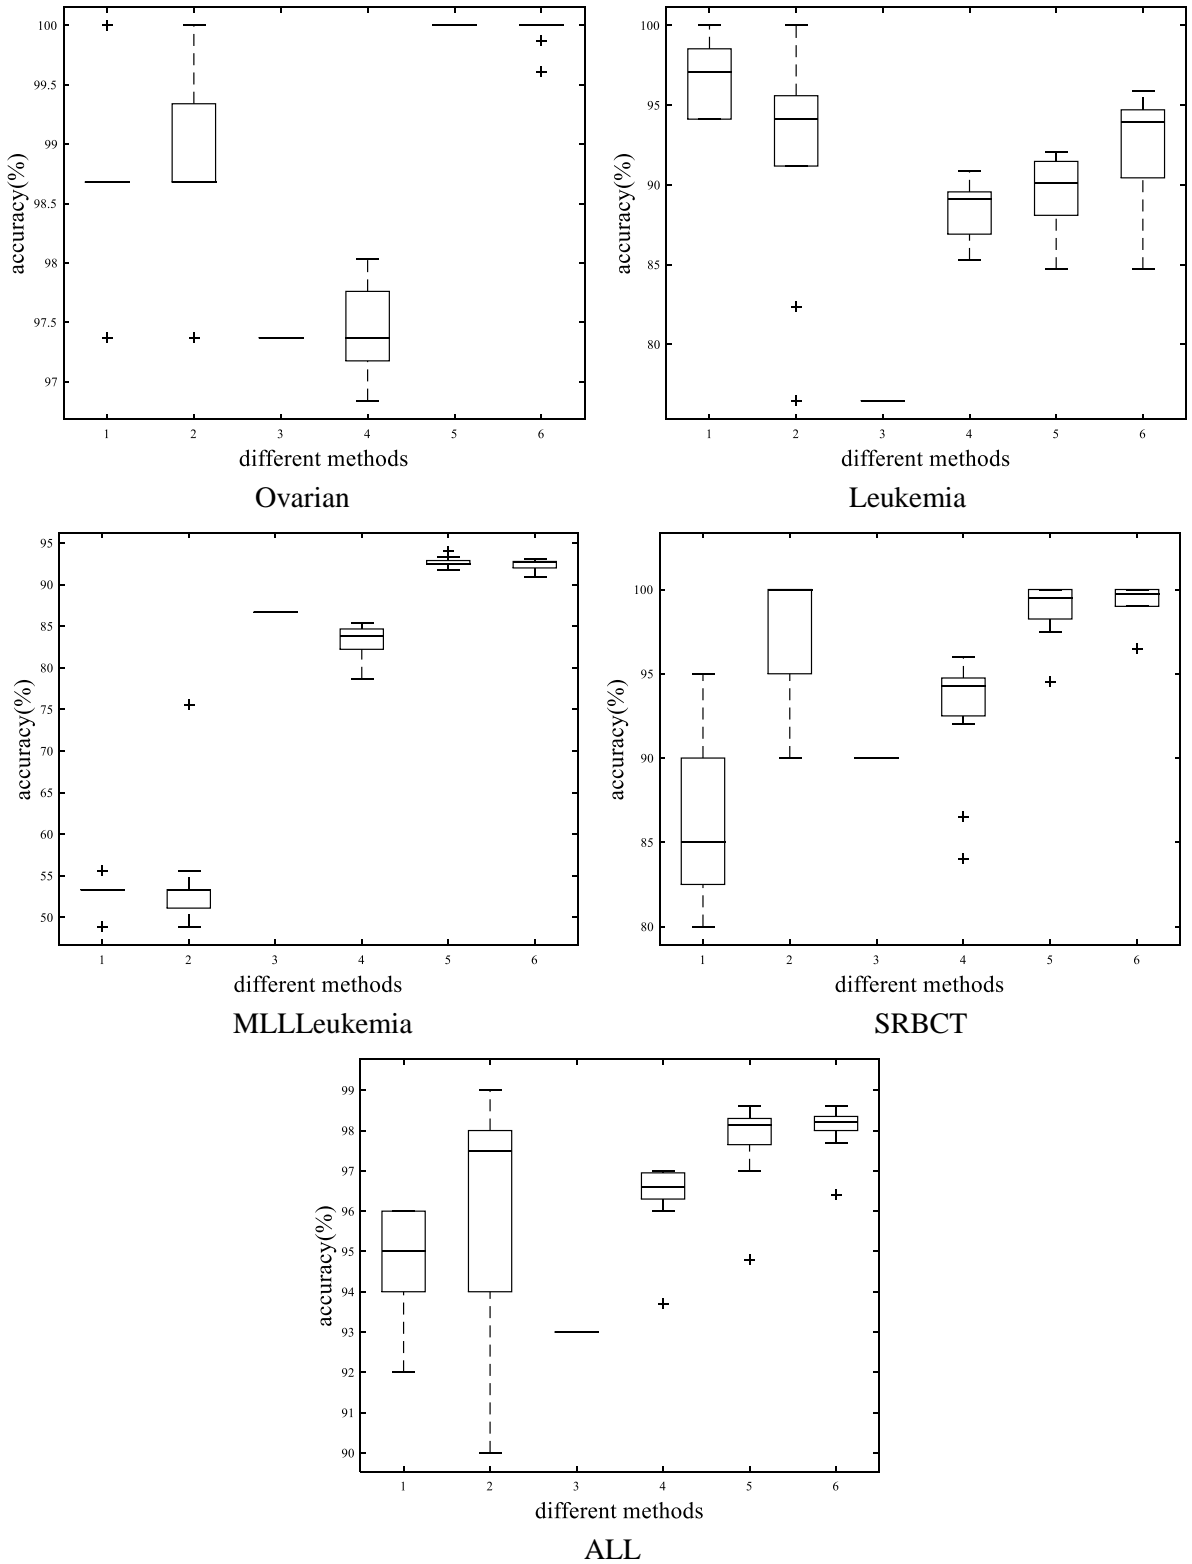 100
99.5
99
98.5
98
97.5
97
accuracy(%)
1 2 3 4 5 6
different methods
Ovarian
100
95
90
85
80
accuracy(%)
1 2 3 4 5 6
different methods
Leukemia
95
90
85
80
75
70
65
60
55
50
accuracy(%)
1 2 3 4 5 6
different methods
MLLLeukemia
100
95
90
85
80
accuracy(%)
1 2 3 4 5 6
different methods
SRBCT
99
98
97
96
95
94
93
92
91
90
accuracy(%)
1 2 3 4 5 6
different methods
ALL